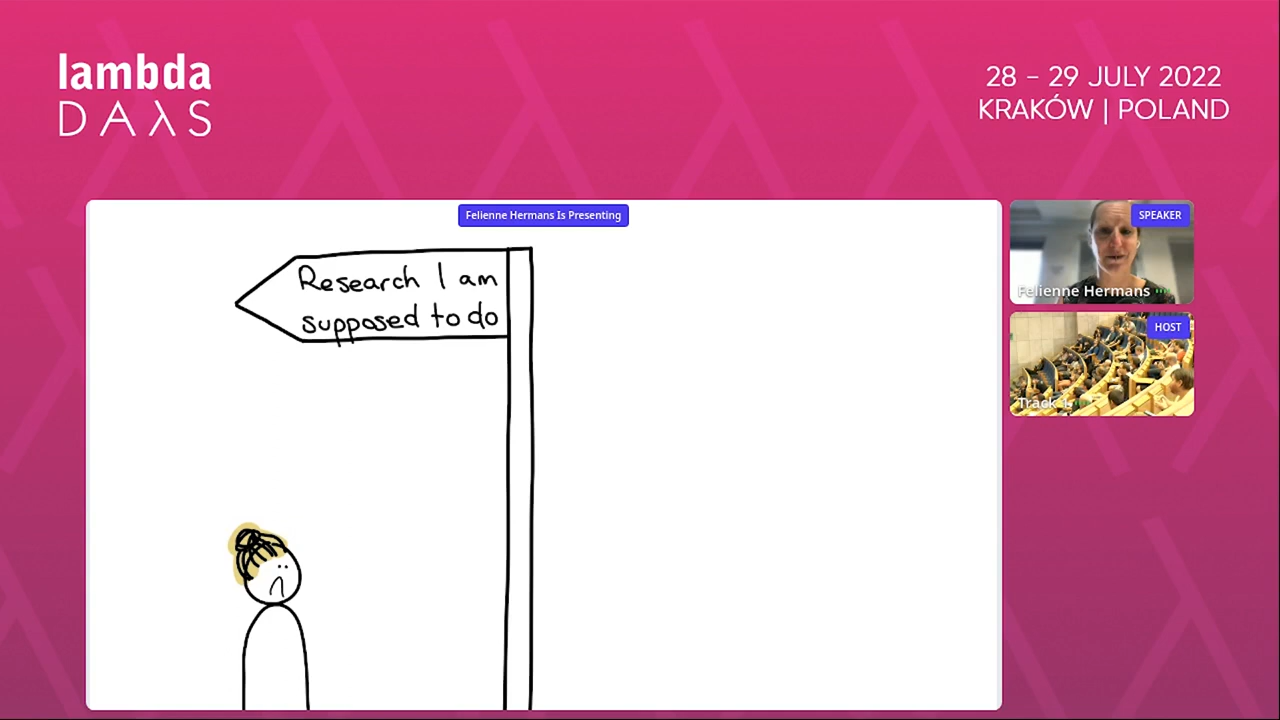 lambda
DAλS
28 – 29 JULY 2022
KRAKÓW | POLAND
Felienne Hermans Is Presenting
Research I am
supposed to do
SPEAKER
Felienne Hermans
HOST
Track